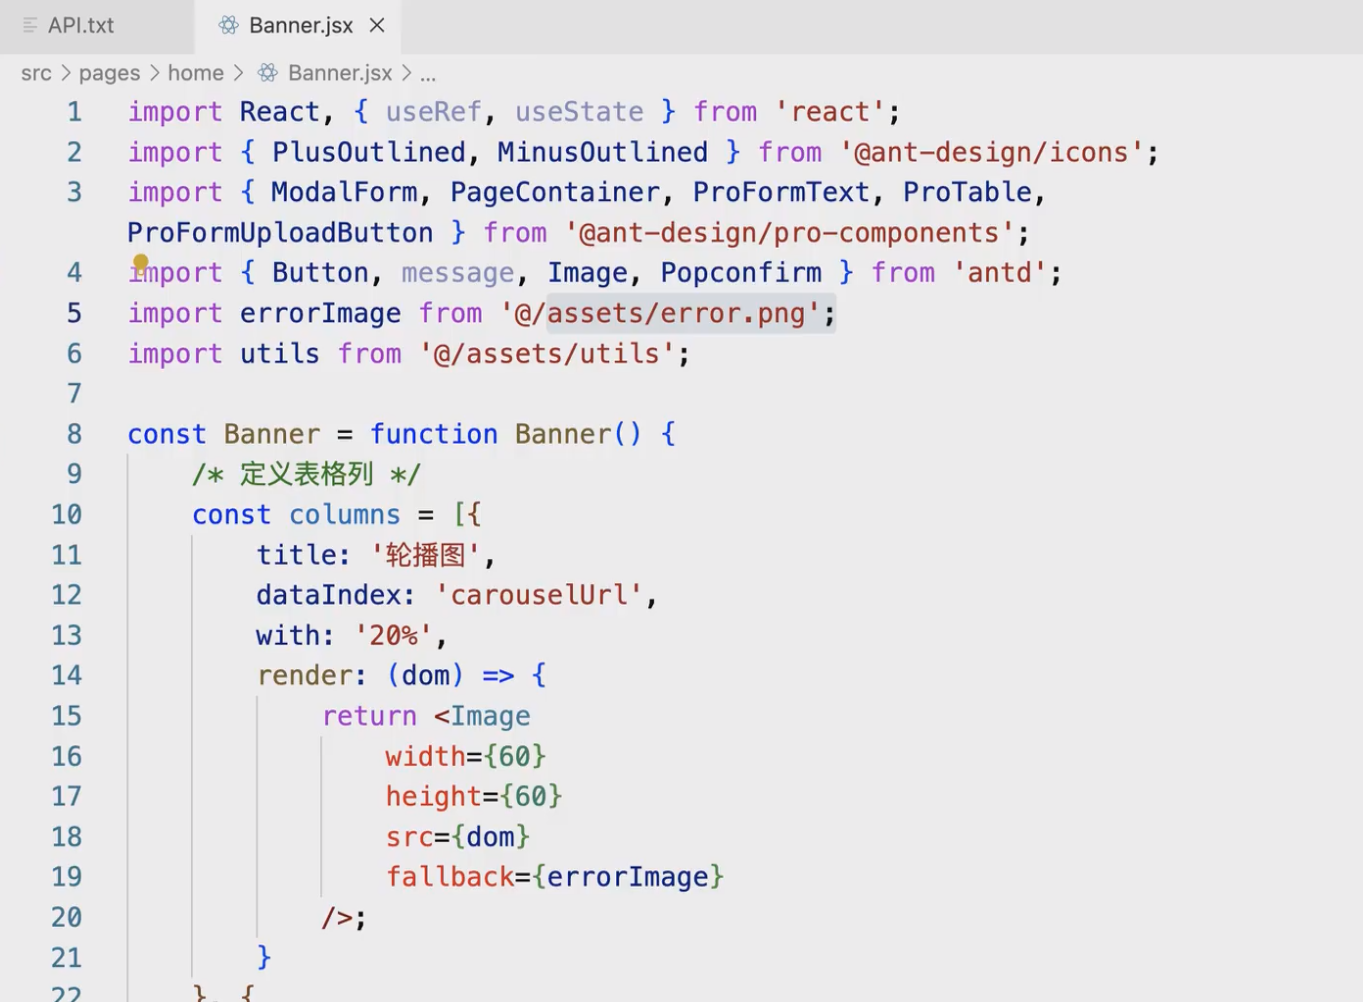 API.txt
Banner.jsx
src > pages > home > Banner.jsx > ...
1 import React, { useRef, useState } from 'react';
2 import { PlusOutlined, MinusOutlined } from '@ant-design/icons';
3 import { ModalForm, PageContainer, ProFormText, ProTable,
ProFormUploadButton } from '@ant-design/pro-components';
4 import { Button, message, Image, Popconfirm } from 'antd';
5 import errorImage from '@/assets/error.png';
6 import utils from '@/assets/utils';
7
8 const Banner = function Banner() {
9 /* 定义表格列 */
10 const columns = [{
11 title: '轮播图',
12 dataIndex: 'carouselUrl',
13 with: '20%',
14 render: (dom) => {
15 return <Image
16 width={60}
17 height={60}
18 src={dom}
19 fallback={errorImage}
20 />;
21 }
22 }, {